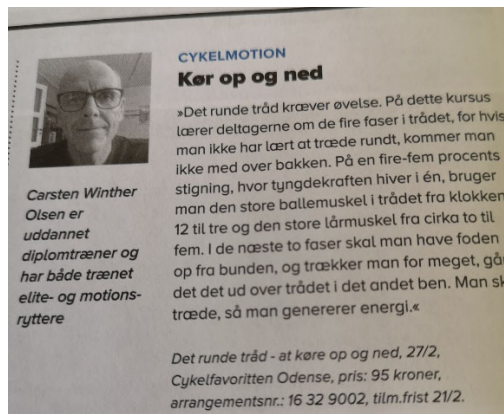 CYKELMOTION
Kør op og ned
»Det runde tråd kræver øvelse. På dette kursus
lærer deltagerne om de fire faser i trådet, for hvis
man ikke har lært at træde rundt, kommer man
ikke med over bakken. På en fire-fem procents
stigning, hvor tyngdekraften hiver i én, bruger
man den store ballemuskel i trådet fra klokken
12 til tre og den store lårmuskel fra cirka to til
fem. I de næste to faser skal man have foden
op fra bunden, og trækker man for meget, går
det det ud over trådet i det andet ben. Man
træde, så man genererer energi.«
Det runde tråd - at køre op og ned, 27/2,
Cykelfavoritten Odense, pris: 95 kroner,
arrangementsnr.: 16 32 9002, tilm.frist 21/2.
Carsten Winther
Olsen er
uddannet
diplomtræner og
har både trænet
elite- og motions-
ryttere